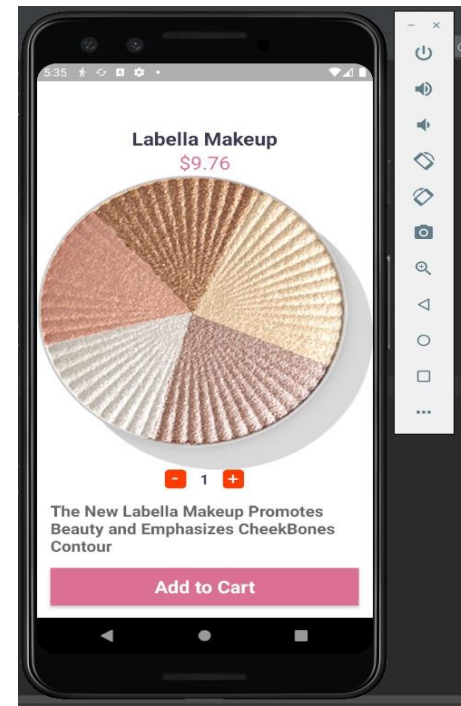 5:35
Labella Makeup
$9.76
- 1 +
The New Labella Makeup Promotes
Beauty and Emphasizes CheekBones
Contour
Add to Cart